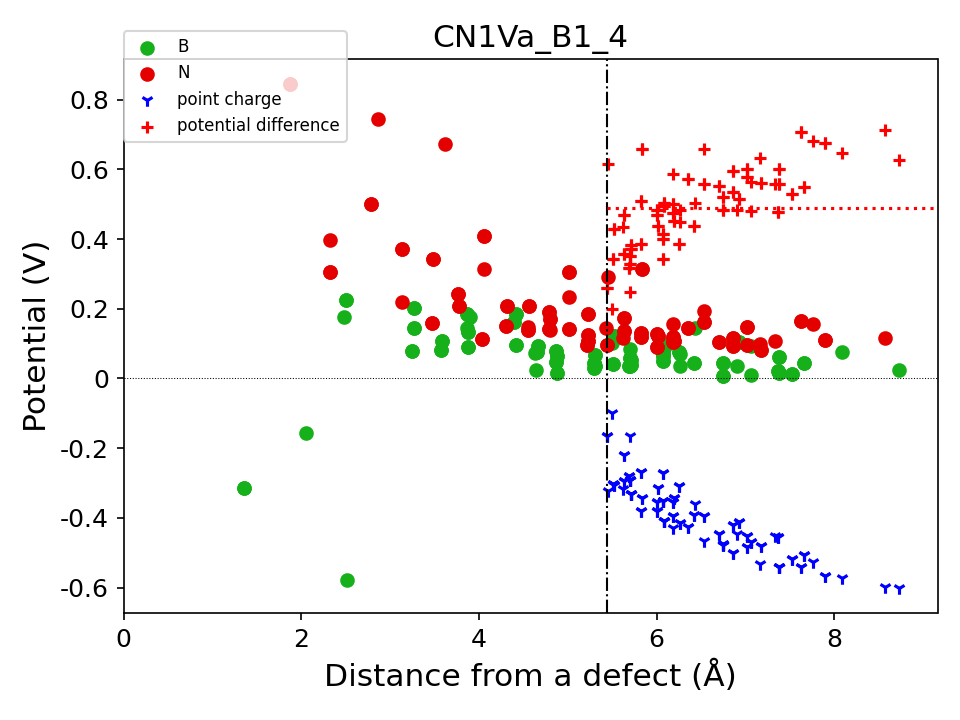 CN1Va_B1_4
B
N
point charge
potential difference
0.8
0.6
0.4
0.2
0
-0.2
-0.4
-0.6
Potential (V)
0
2
4
6
8
Distance from a defect (Å)